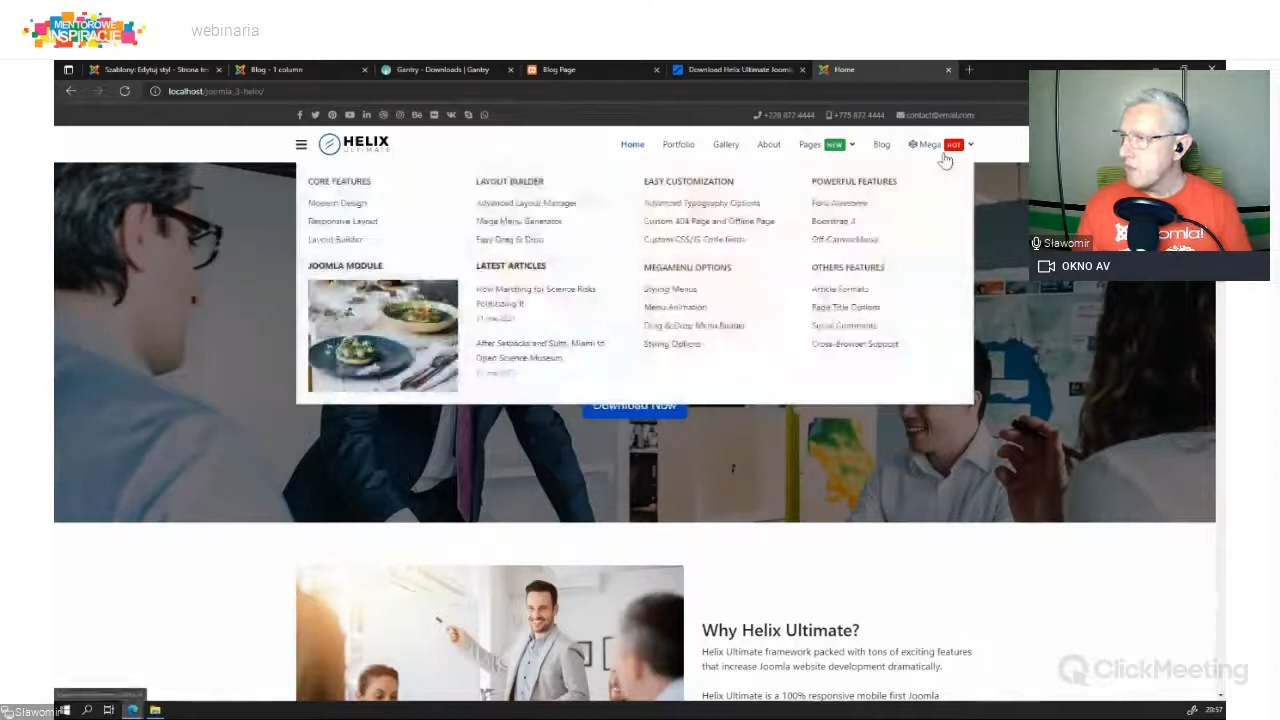 MENTOROWE
INSPIRACJE
webinaria
Szablony: Edytuj styl - Strona tes
Blog - 1 column
Gantry - Downloads | Gantry
Blog Page
Download Helix Ultimate Joomla
Home
localhost/joomla_3-helix/
+228 872 4444
+775 872 4444
contact@email.com
HELIX
ULTIMATE
Home
Portfolio
Gallery
About
Pages NEW
Blog
Mega HOT
CORE FEATURES
Modern Design
Responsive Layout
Layout Builder
LAYOUT BUILDER
Advanced Layout Manager
Mega Menu Generator
Easy Drag & Drop
EASY CUSTOMIZATION
Advanced Typography Options
Custom 404 Page and Offline Page
Custom CSS/JS Code fields
POWERFUL FEATURES
Font Awesome
Bootstrap 4
Off-Canvas Menu
JOOMLA MODULE
LATEST ARTICLES
How Marching for Science Risks
Politicizing It
After Setbacks and Suits, Miami to
Open Science Museum
MEGAMENU OPTIONS
Styling Menus
Menu Animation
Drag & Drop Menu Builder
Styling Options
OTHERS FEATURES
Article Formats
Page Title Options
Social Comments
Cross-Browser Support
Download Now
Joomla!
Sławomir
OKNO AV
Why Helix Ultimate?
Helix Ultimate framework packed with tons of exciting features
that increase Joomla website development dramatically.
Helix Ultimate is a 100% responsive mobile first Joomla
ClickMeeting
Sławomir
20:57